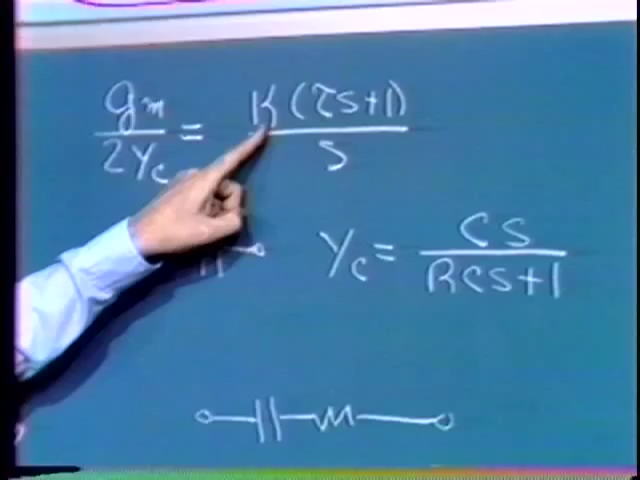 gm/2Yc = K(τs+1)/s
Yc = Cs/RCs+1